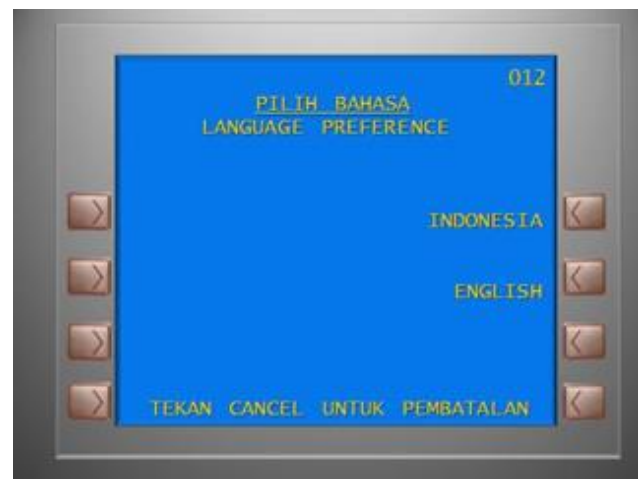 012
PILIH BAHASA
LANGUAGE PREFERENCE
INDONESIA
ENGLISH
TEKAN CANCEL UNTUK PEMBATALAN